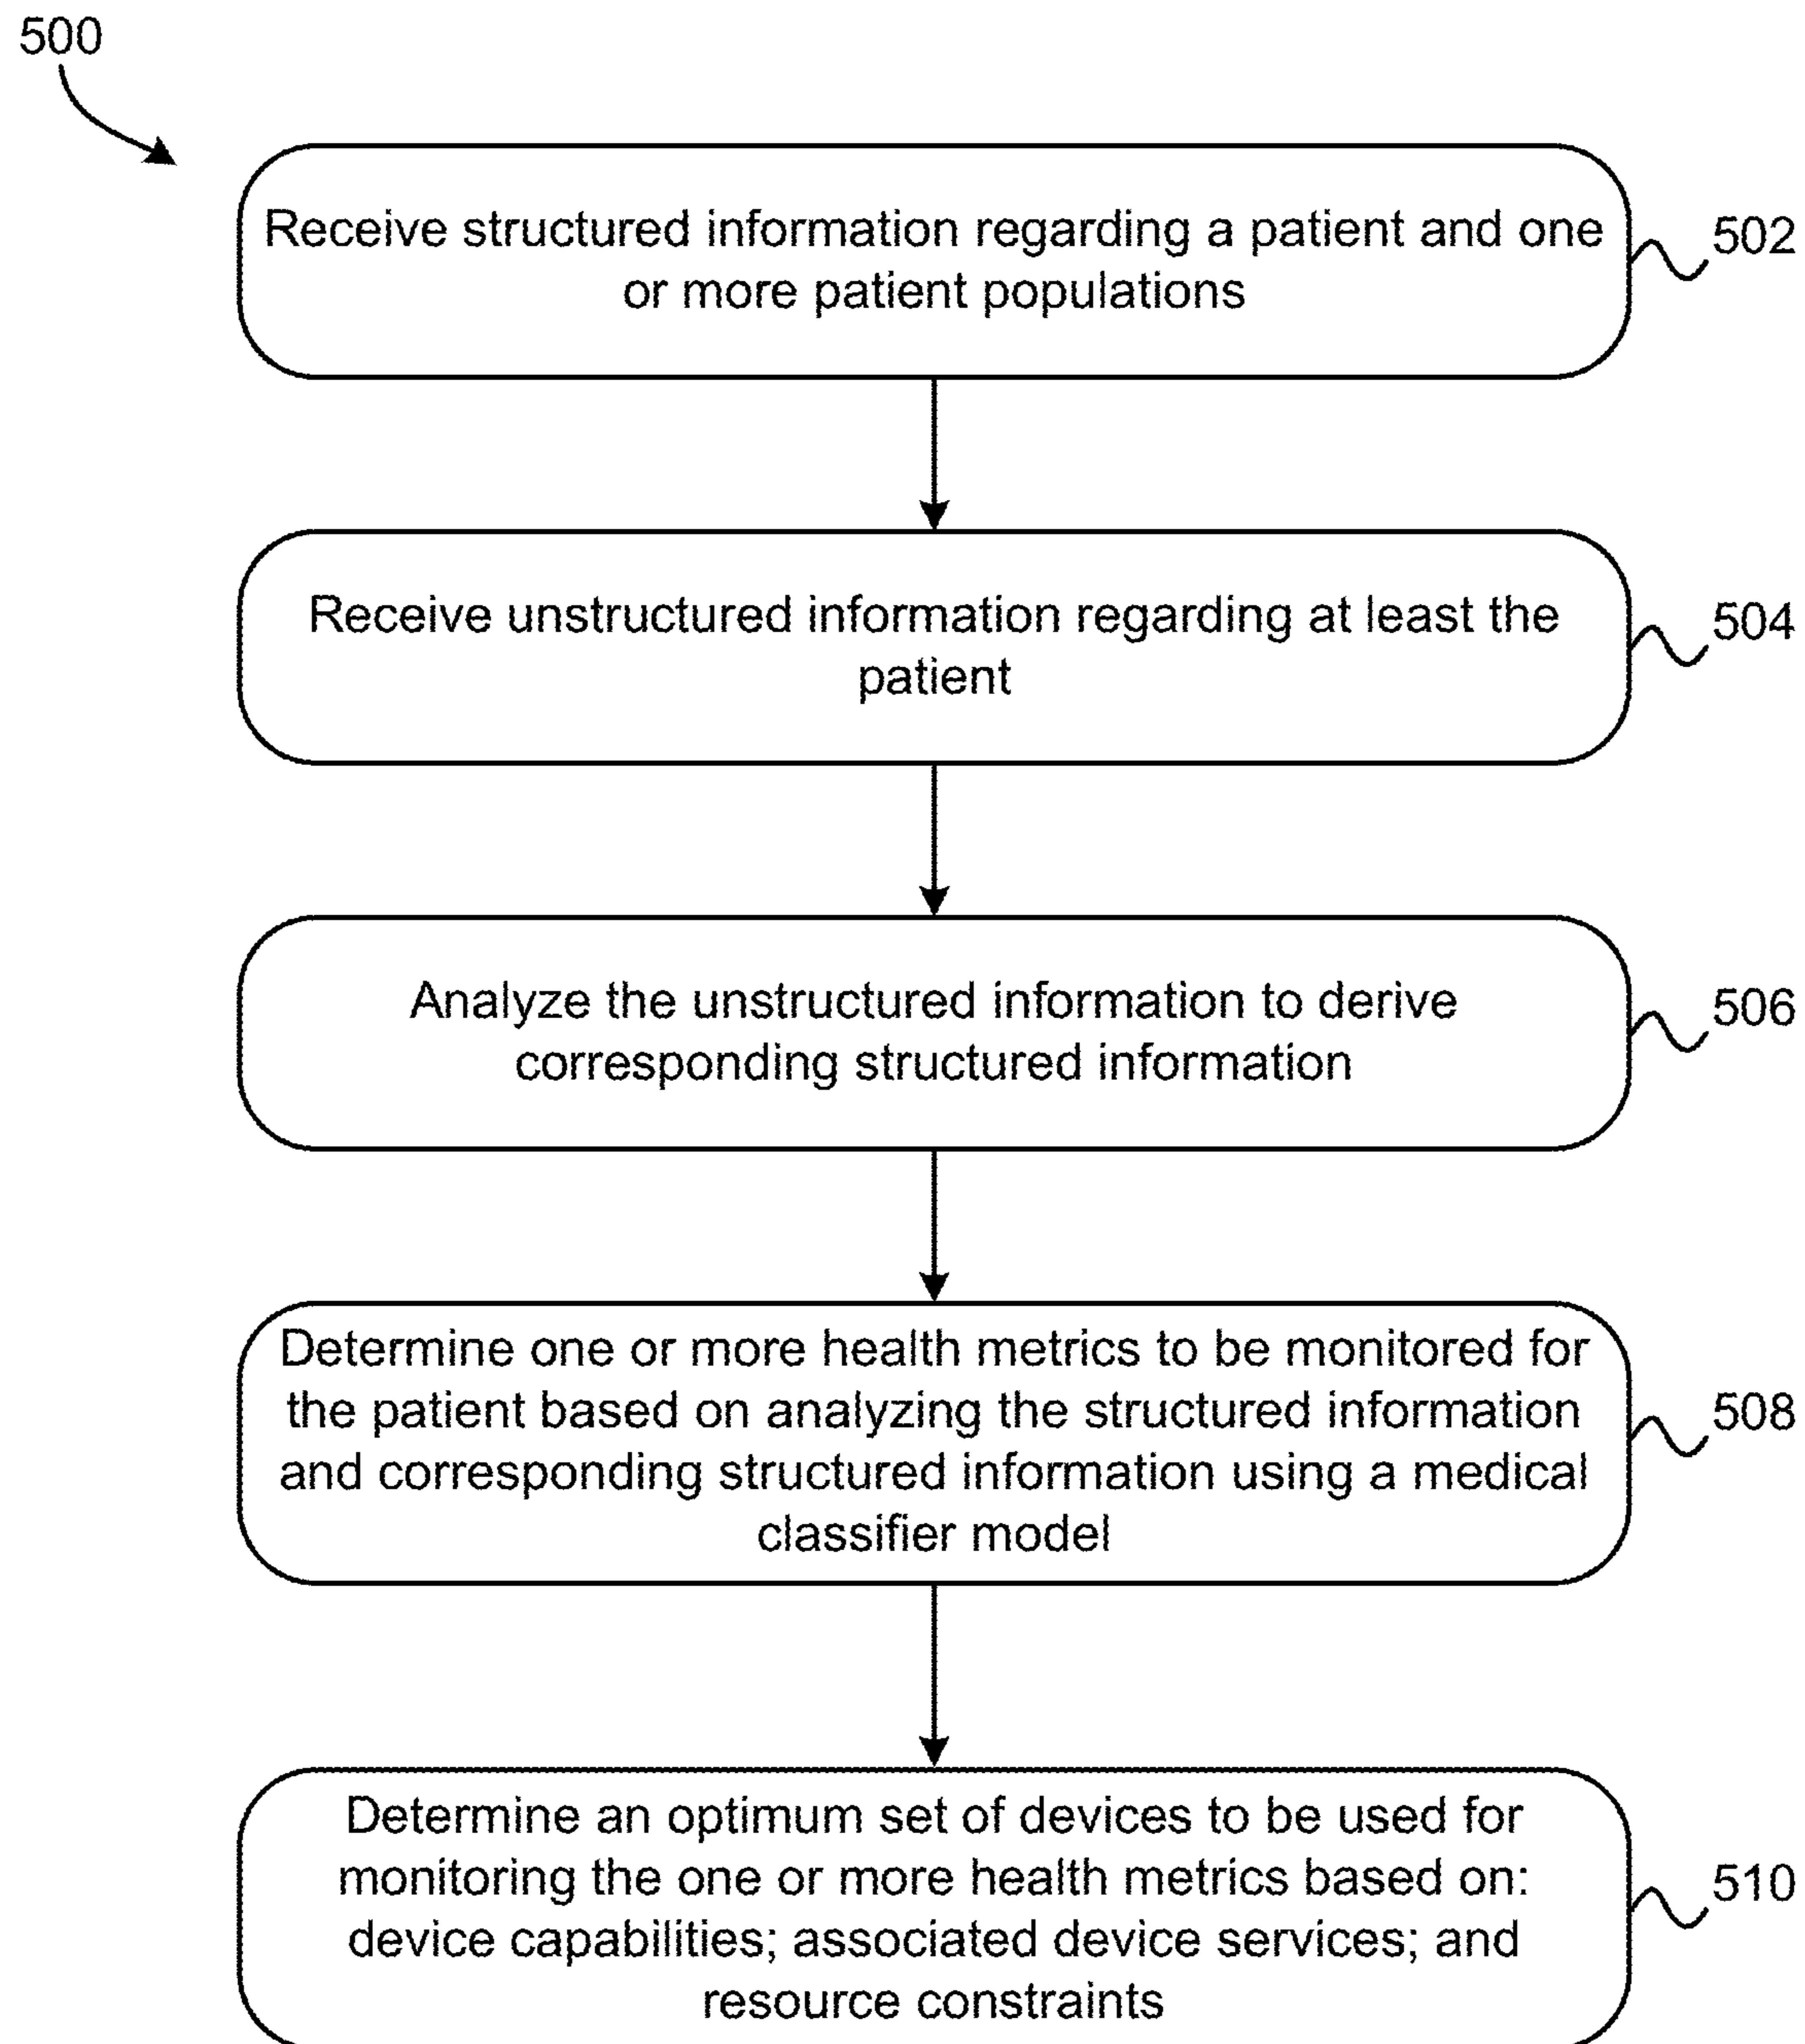 500
Receive structured information regarding a patient and one
or more patient populations
502
Receive unstructured information regarding at least the
patient
504
Analyze the unstructured information to derive
corresponding structured information
506
Determine one or more health metrics to be monitored for
the patient based on analyzing the structured information
and corresponding structured information using a medical
classifier model
508
Determine an optimum set of devices to be used for
monitoring the one or more health metrics based on:
device capabilities; associated device services; and
resource constraints
510